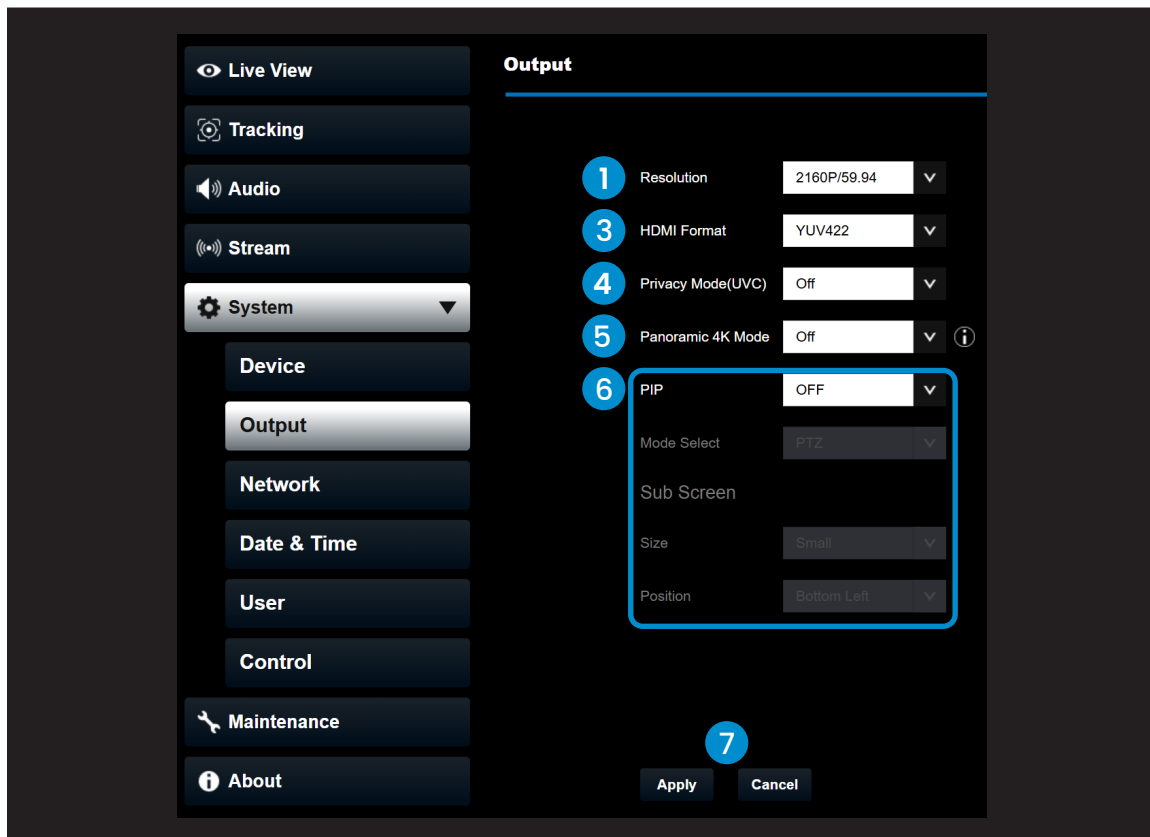 Live View
Tracking
Audio
Stream
System
Device
Output
Network
Date & Time
User
Control
Maintenance
About
Output
1 Resolution 2160P/59.94
3 HDMI Format YUV422
4 Privacy Mode(UVC) Off
5 Panoramic 4K Mode Off
6 PIP OFF
Mode Select PTZ
Sub Screen
Size Small
Position Bottom Left
7
Apply Cancel